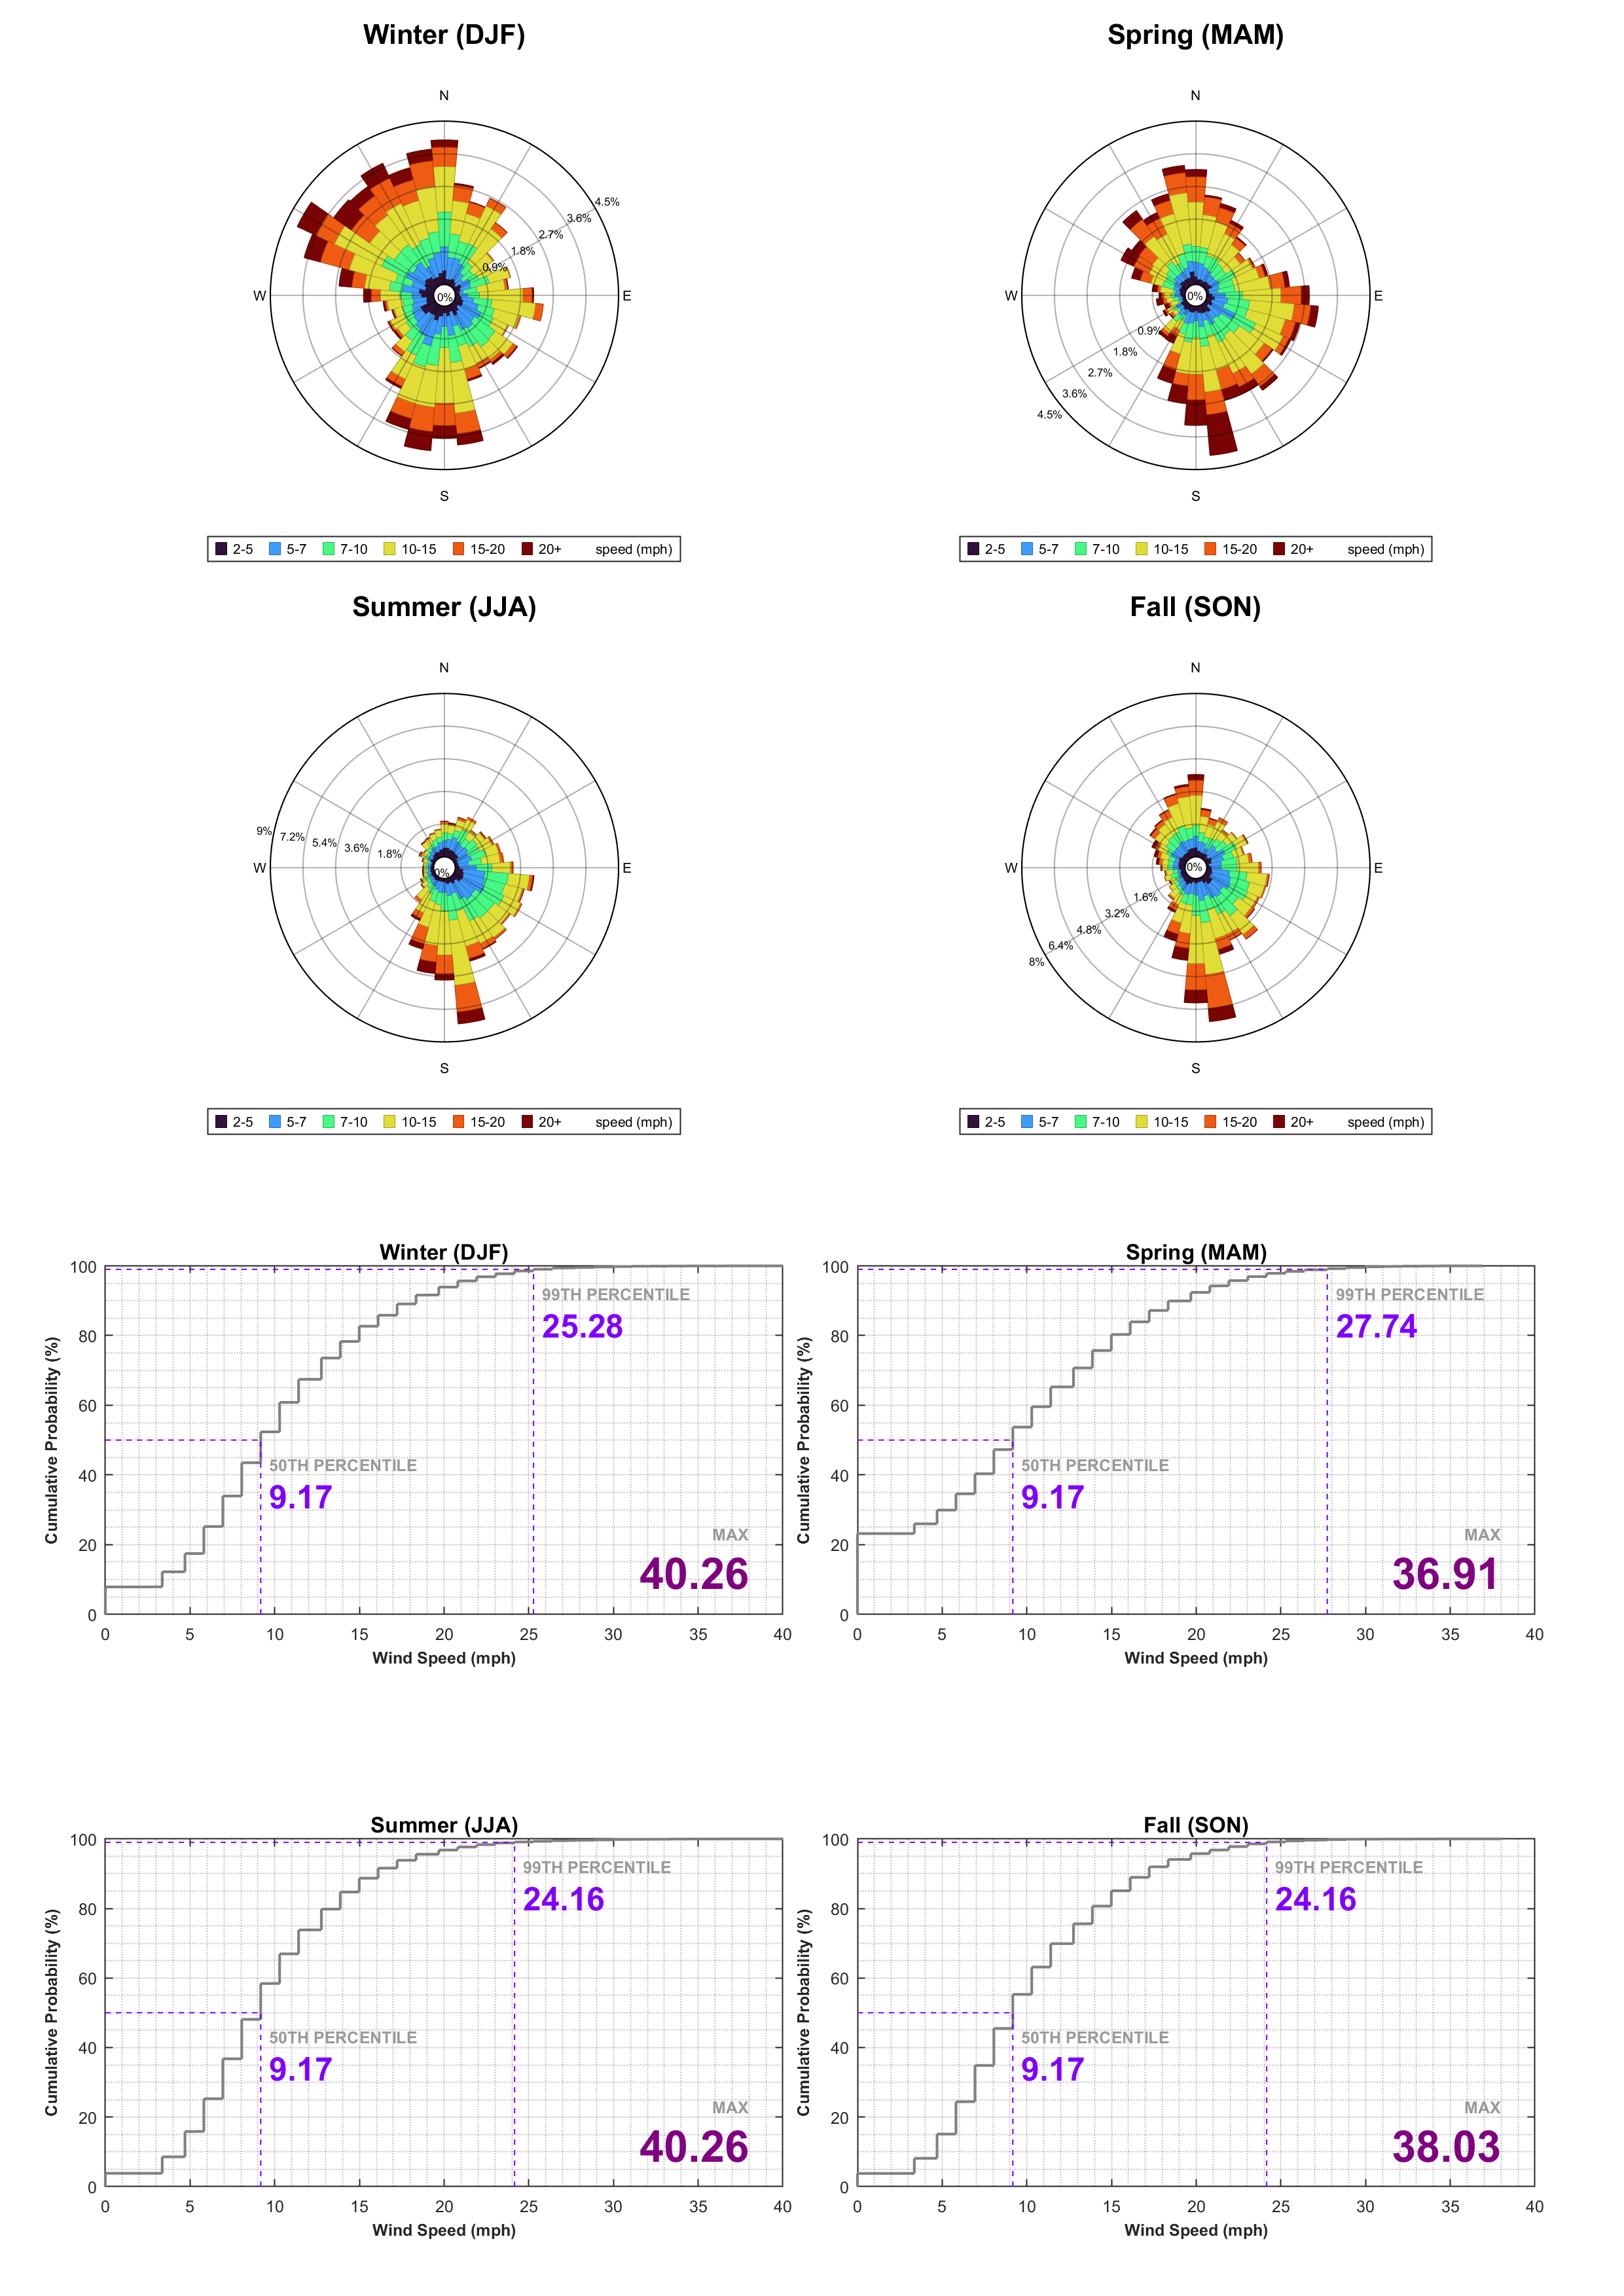 Winter (DJF)
N
4.5%
3.6%
2.7%
1.8%
0.9%
0%
W
E
S
2-5 5-7 7-10 10-15 15-20 20+ speed (mph)
Spring (MAM)
N
W
0%
E
0.9%
1.8%
2.7%
3.6%
4.5%
S
2-5 5-7 7-10 10-15 15-20 20+ speed (mph)
Summer (JJA)
N
9%
7.2%
5.4%
3.6%
1.8%
0%
W
E
S
2-5 5-7 7-10 10-15 15-20 20+ speed (mph)
Fall (SON)
N
W
0%
E
1.6%
3.2%
4.8%
6.4%
8%
S
2-5 5-7 7-10 10-15 15-20 20+ speed (mph)
Winter (DJF)
Cumulative Probability (%)
100
80
60
40
20
0
99TH PERCENTILE
25.28
50TH PERCENTILE
9.17
MAX
40.26
0 5 10 15 20 25 30 35 40
Wind Speed (mph)
Spring (MAM)
Cumulative Probability (%)
100
80
60
40
20
0
99TH PERCENTILE
27.74
50TH PERCENTILE
9.17
MAX
36.91
0 5 10 15 20 25 30 35 40
Wind Speed (mph)
Summer (JJA)
Cumulative Probability (%)
100
80
60
40
20
0
99TH PERCENTILE
24.16
50TH PERCENTILE
9.17
MAX
40.26
0 5 10 15 20 25 30 35 40
Wind Speed (mph)
Fall (SON)
Cumulative Probability (%)
100
80
60
40
20
0
99TH PERCENTILE
24.16
50TH PERCENTILE
9.17
MAX
38.03
0 5 10 15 20 25 30 35 40
Wind Speed (mph)